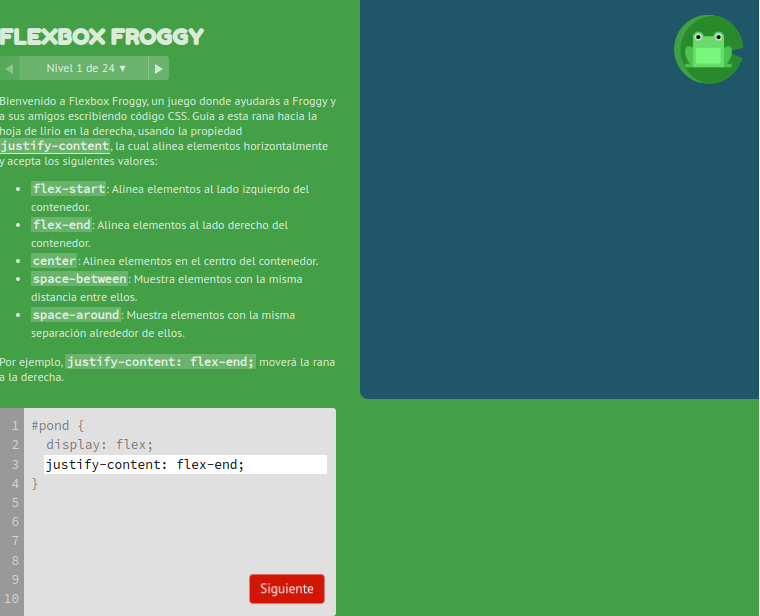 FLEXBOX FROGGY
◀ Nivel 1 de 24 ▾ ▶
Bienvenido a Flexbox Froggy, un juego donde ayudarás a Froggy y
a sus amigos escribiendo código CSS. Guía a esta rana hacia la
hoja de lirio en la derecha, usando la propiedad
justify-content, la cual alinea elementos horizontalmente
y acepta los siguientes valores:
• flex-start: Alinea elementos al lado izquierdo del
contenedor.
• flex-end: Alinea elementos al lado derecho del
contenedor.
• center: Alinea elementos en el centro del contenedor.
• space-between: Muestra elementos con la misma
distancia entre ellos.
• space-around: Muestra elementos con la misma
separación alrededor de ellos.
Por ejemplo, justify-content: flex-end; moverá la rana
a la derecha.
1 #pond {
2 display: flex;
3 justify-content: flex-end;
4 }
5
6
7
8
9
10
Siguiente